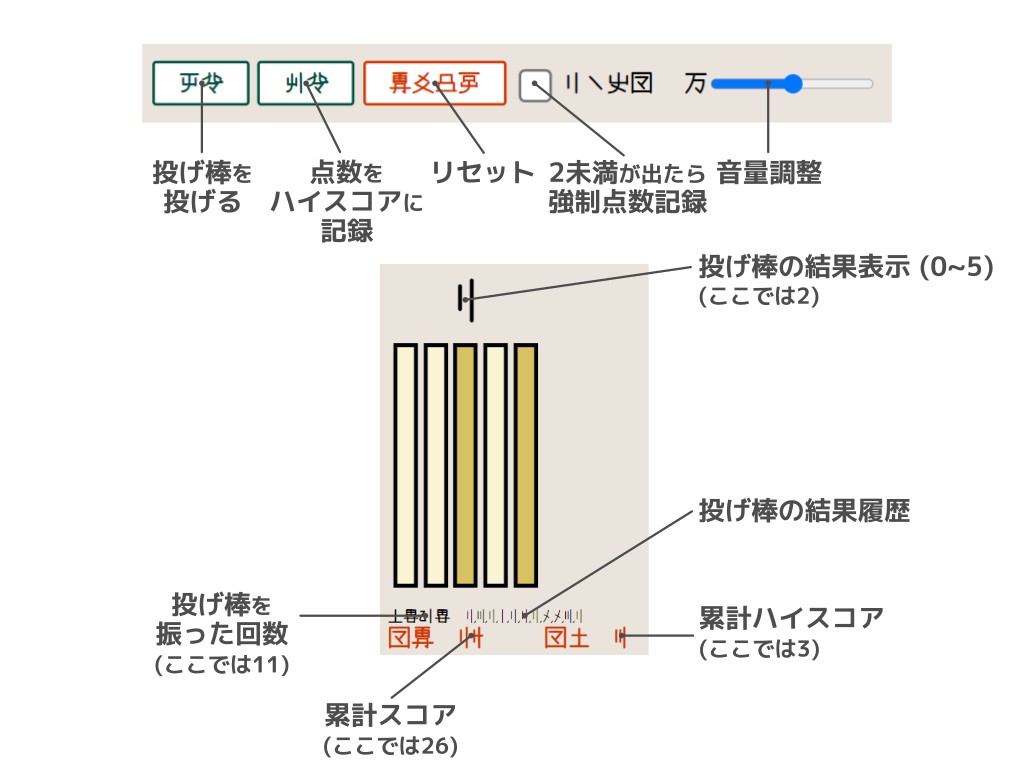 万
投げ棒を
投げる
点数を
ハイスコアに
記録
リセット
2未満が出たら
強制点数記録
音量調整
投げ棒の結果表示 (0~5)
(ここでは2)
投げ棒の結果履歴
投げ棒を
振った回数
(ここでは11)
累計ハイスコア
(ここでは3)
累計スコア
(ここでは26)